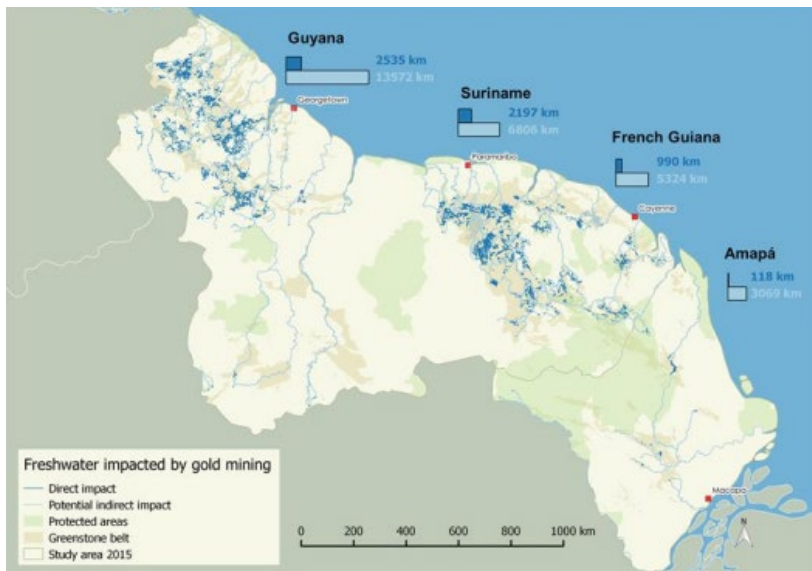 Guyana
2535 km
13572 km
Georgetown
Suriname
2197 km
6806 km
Paramaribo
French Guiana
990 km
5324 km
Cayenne
Amapá
118 km
3069 km
Macapa
Freshwater impacted by gold mining
Direct impact
Potential indirect impact
Protected areas
Greenstone belt
Study area 2015
0 200 400 600 800 1000 km
N